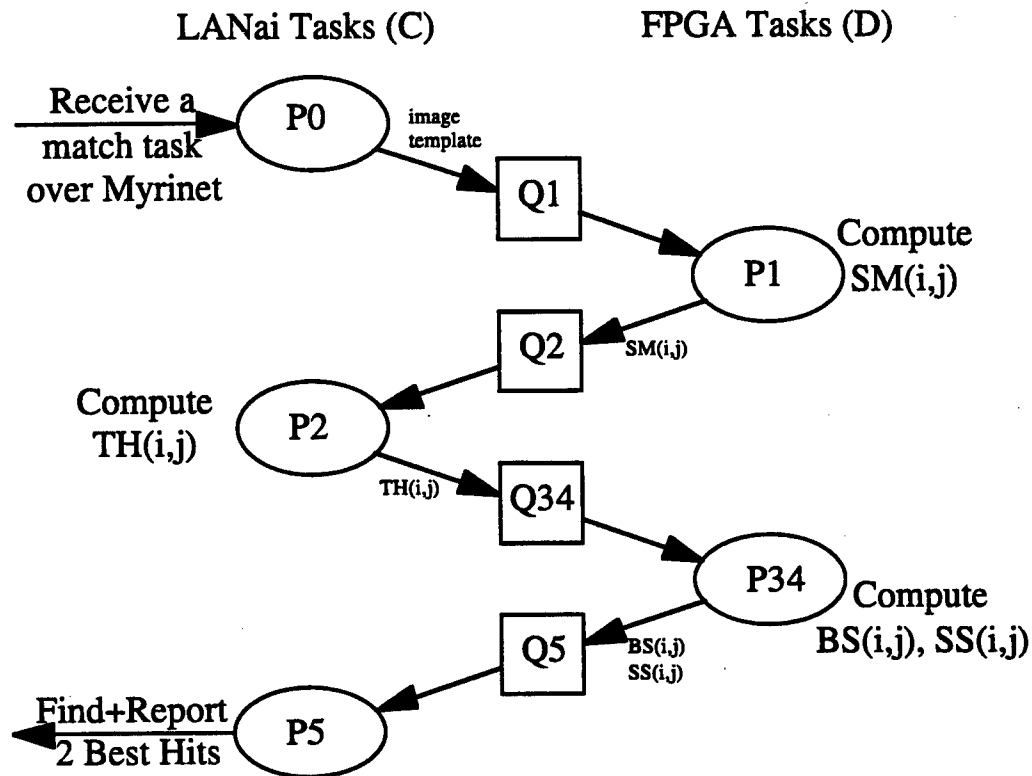 LANai Tasks (C)
FPGA Tasks (D)
Receive a
match task
over Myrinet
P0
image
template
Q1
P1
Compute
SM(i,j)
Q2
SM(i,j)
Compute
TH(i,j)
P2
TH(i,j)
Q34
P34
Compute
BS(i,j), SS(i,j)
Q5
BS(i,j)
SS(i,j)
Find+Report
2 Best Hits
P5